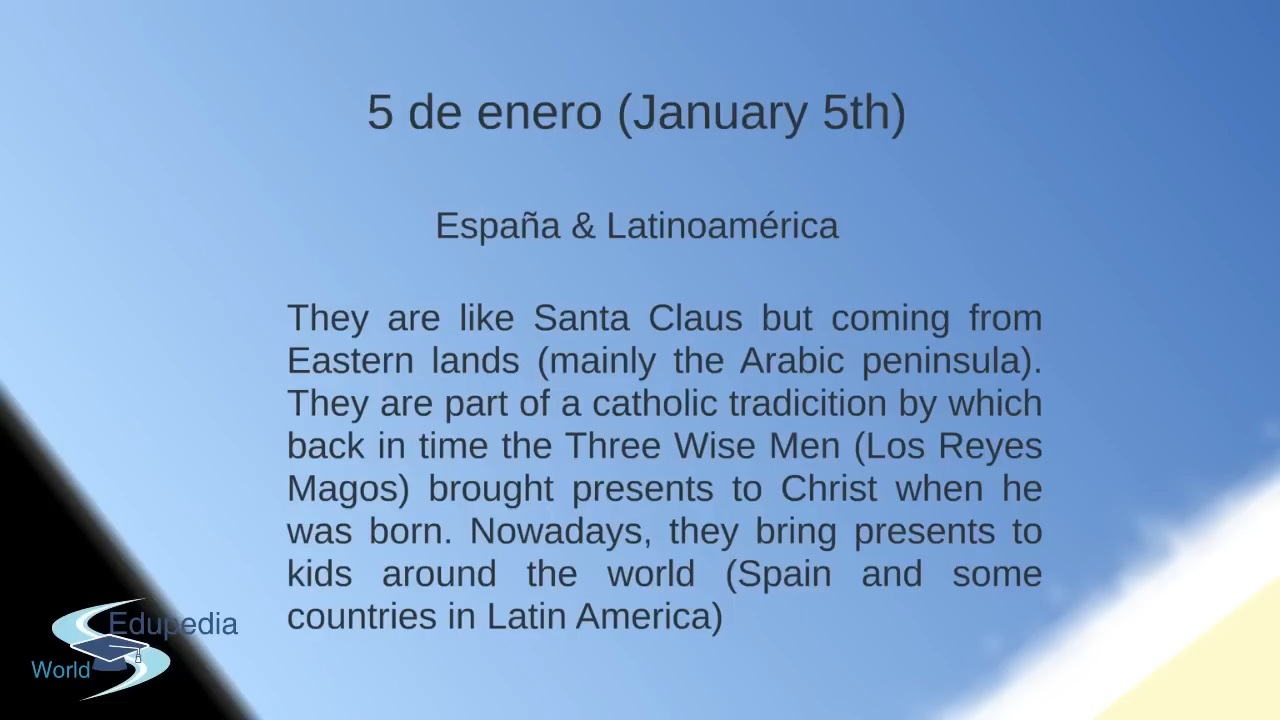 5 de enero (January 5th)
España & Latinoamérica
They are like Santa Claus but coming from
Eastern lands (mainly the Arabic peninsula).
They are part of a catholic tradicition by which
back in time the Three Wise Men (Los Reyes
Magos) brought presents to Christ when he
was born. Nowadays, they bring presents to
kids around the world (Spain and some
countries in Latin America)
Edupedia
World